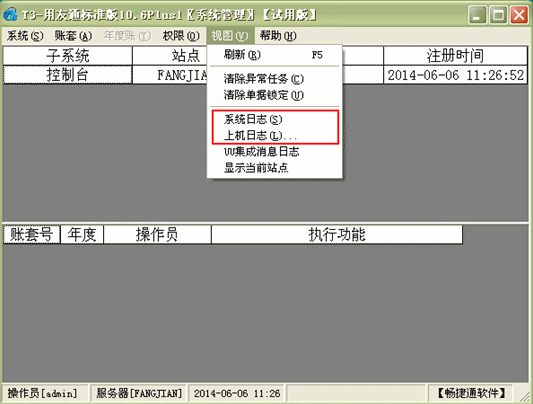 T3-用友通标准版10.6Plus1〖系统管理〗【试用版】
系统(S) 账套(A) 年度账(Y) 权限(O) 视图(V) 帮助(H)
子系统 站点 注册时间
控制台 FANGJIAN 2014-06-06 11:26:52
刷新(R) F5
清除异常任务(C)
清除单据锁定(U)
系统日志(S)
上机日志(L)...
UU集成消息日志
显示当前站点
账套号 年度 操作员 执行功能
操作员[admin] 服务器[FANGJIAN] 2014-06-06 11:26 【畅捷通软件】